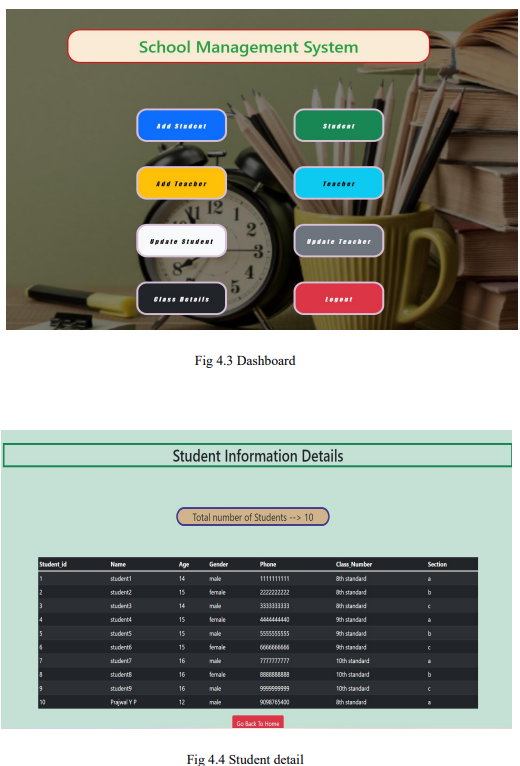 School Management System
Add Student Student
Add Teacher Teacher
Update Student Update Teacher
Class Details Logout
Fig 4.3 Dashboard
Student Information Details
Total number of Students --> 10
Student_id Name Age Gender Phone Class_Number Section
1 student1 14 male 1111111111 8th standard a
2 student2 15 female 2222222222 8th standard b
3 student3 14 male 3333333333 8th standard c
4 student4 15 female 4444444440 9th standard a
5 student5 15 male 5555555555 9th standard b
6 student6 15 female 6666666666 9th standard c
7 student7 16 male 7777777777 10th standard a
8 student8 16 female 8888888888 10th standard b
9 student9 16 male 9999999999 10th standard c
10 Prajwal Y P 12 male 9098765400 8th standard a
Go Back To Home
Fig 4.4 Student detail